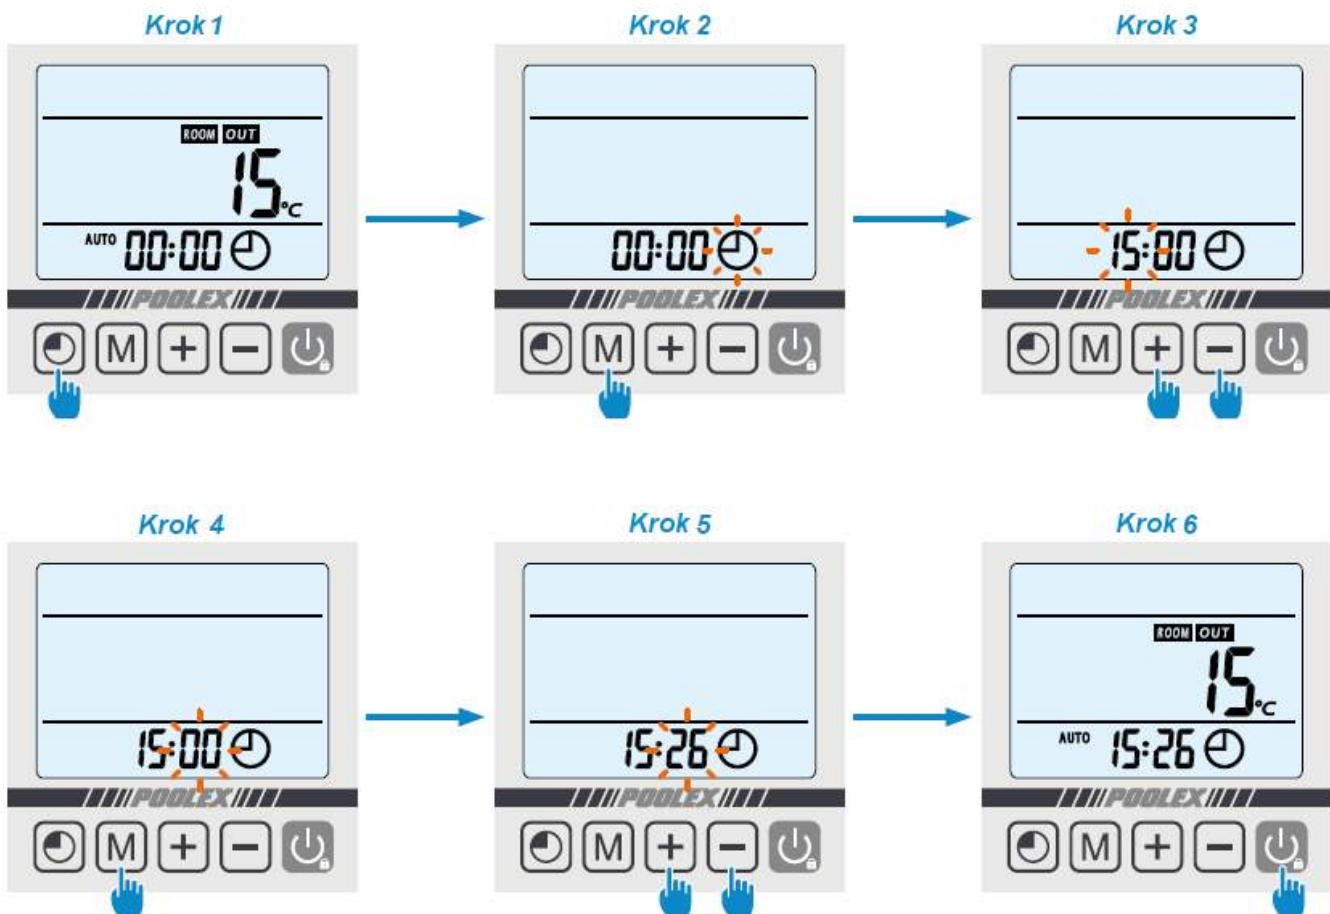 Krok 1
ROOM OUT
15°C
AUTO 00:00
POOLEX
M + −
Krok 2
00:00
POOLEX
M + −
Krok 3
15:80
POOLEX
M + −
Krok 4
15:00
POOLEX
M + −
Krok 5
15:26
POOLEX
M + −
Krok 6
ROOM OUT
15°C
AUTO 15:26
POOLEX
M + −